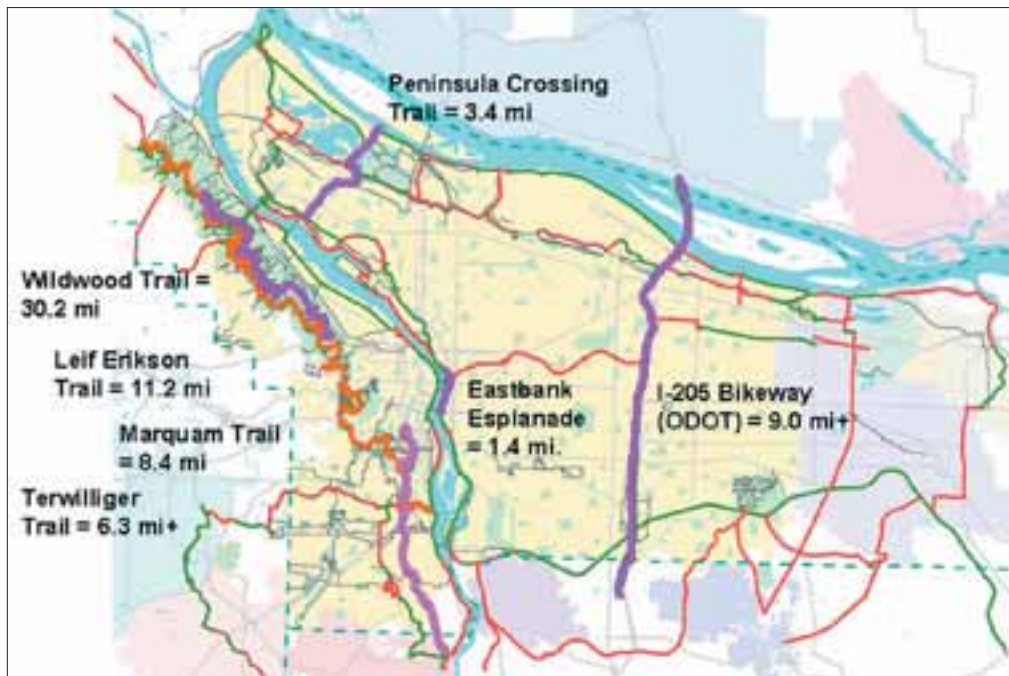 Peninsula Crossing
Trail = 3.4 mi
Wildwood Trail =
30.2 mi
Leif Erikson
Trail = 11.2 mi
Marquam Trail
= 8.4 mi
Terwilliger
Trail = 6.3 mi+
Eastbank
Esplanade
= 1.4 mi.
I-205 Bikeway
(ODOT) = 9.0 mi+